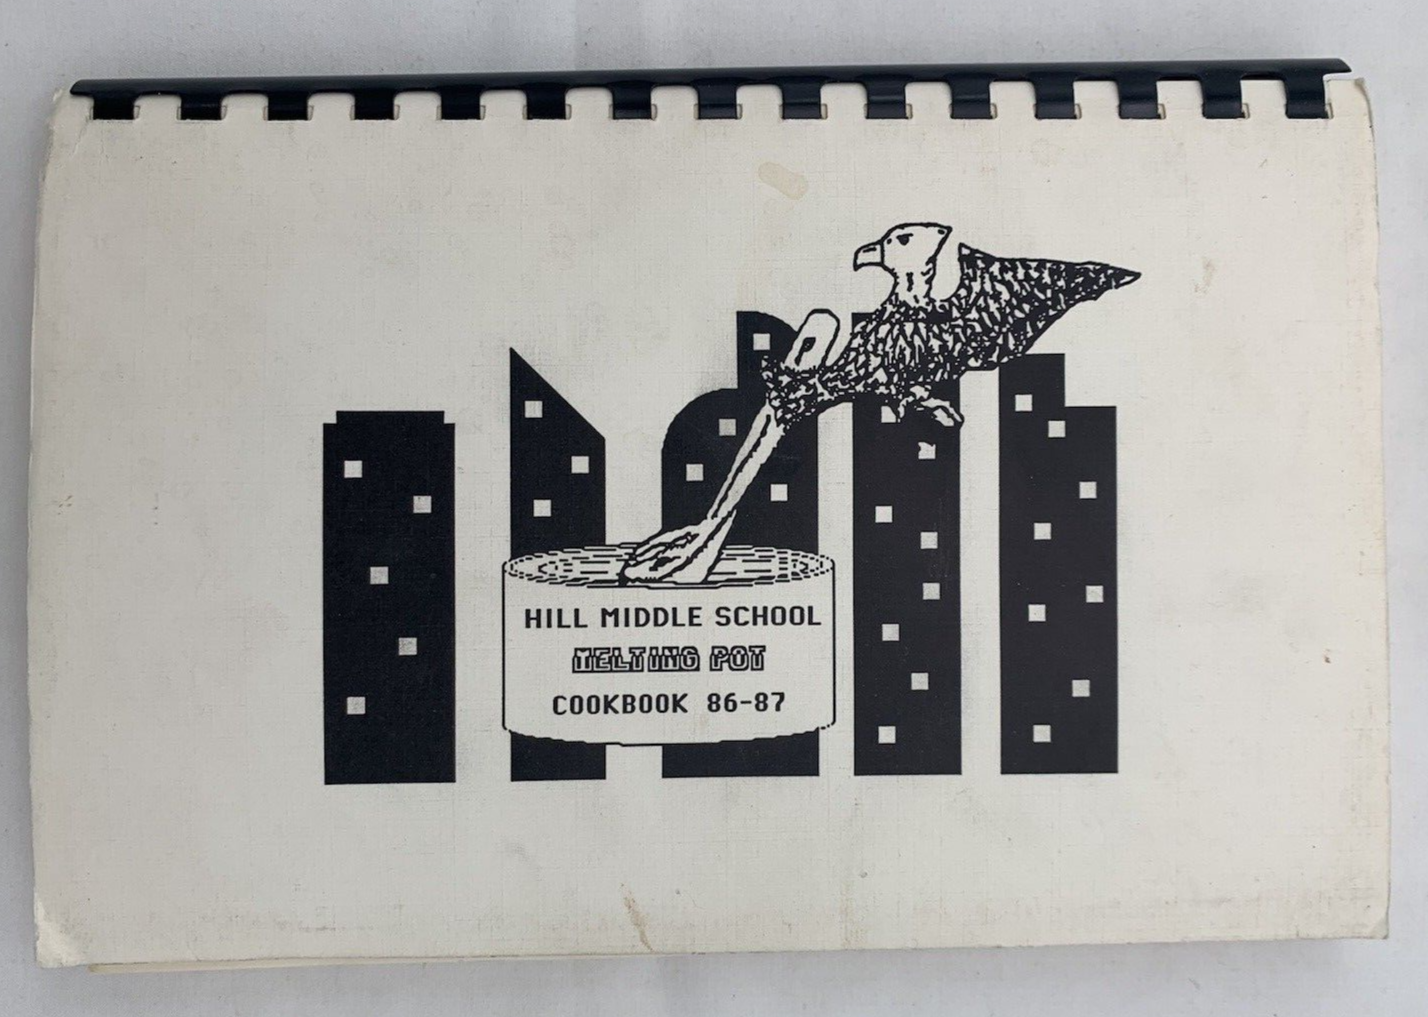 HILL MIDDLE SCHOOL
MELTING POT
COOKBOOK 86-87